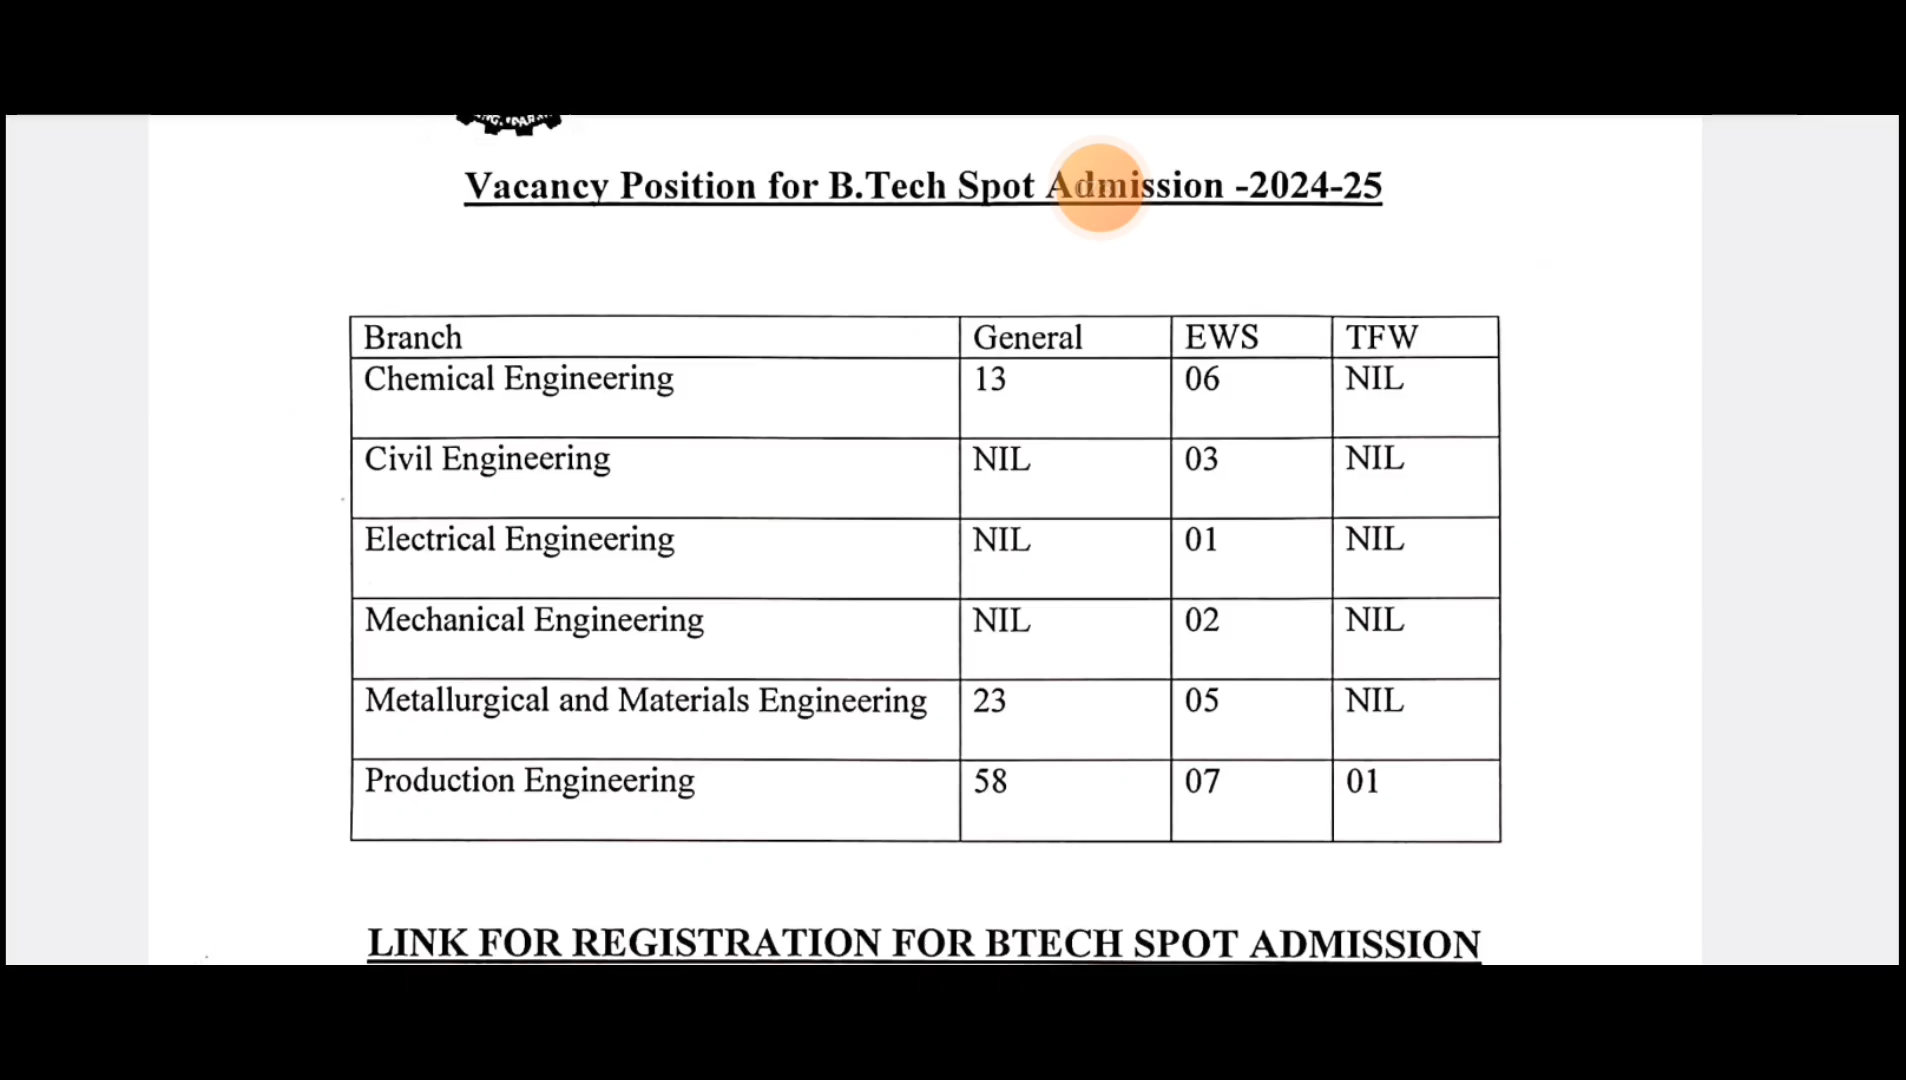 Vacancy Position for B.Tech Spot Admission -2024-25
Branch General EWS TFW
Chemical Engineering 13 06 NIL
Civil Engineering NIL 03 NIL
Electrical Engineering NIL 01 NIL
Mechanical Engineering NIL 02 NIL
Metallurgical and Materials Engineering 23 05 NIL
Production Engineering 58 07 01
LINK FOR REGISTRATION FOR BTECH SPOT ADMISSION